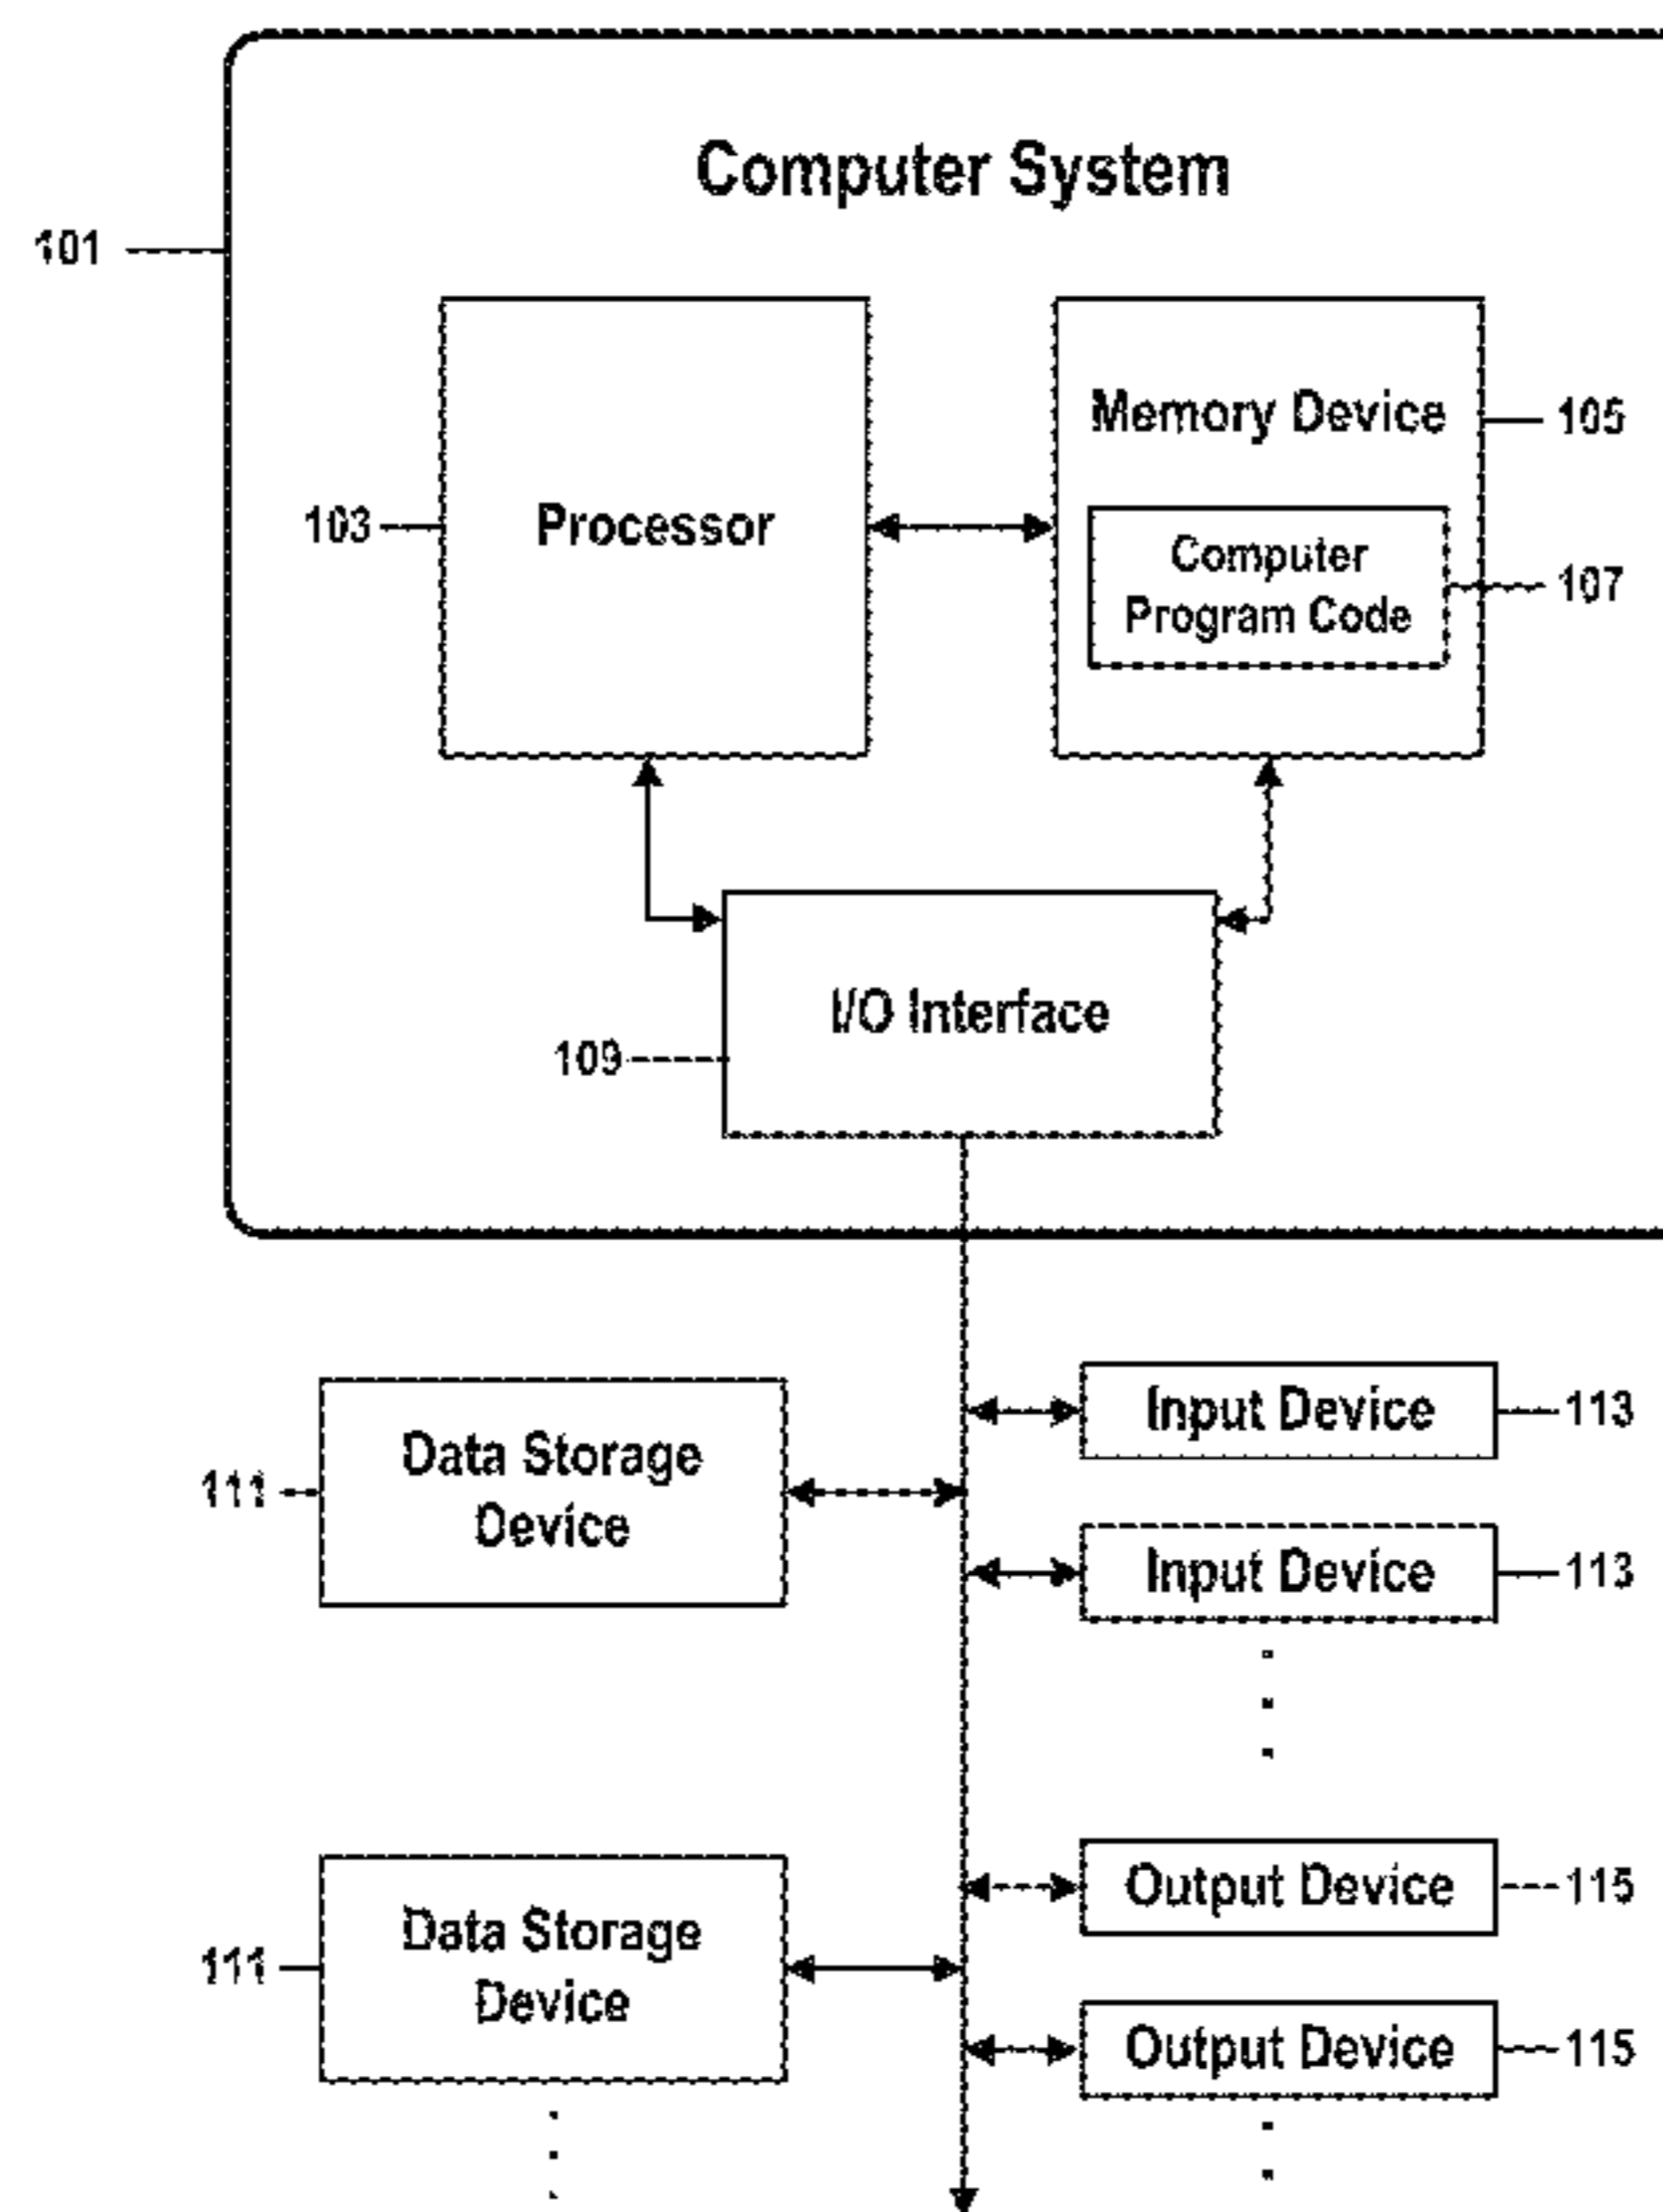 Computer System
101
Memory Device
105
103
Processor
Computer
Program Code
107
I/O Interface
109
Input Device
113
Data Storage
Device
111
Input Device
113
Output Device
115
Data Storage
Device
111
Output Device
115